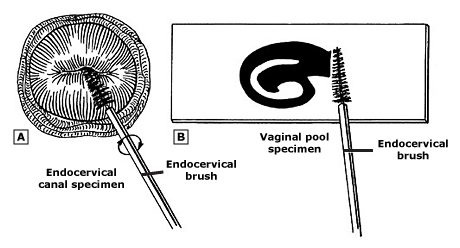 A
Endocervical
canal specimen
Endocervical
brush
B
Vaginal pool
specimen
Endocervical
brush